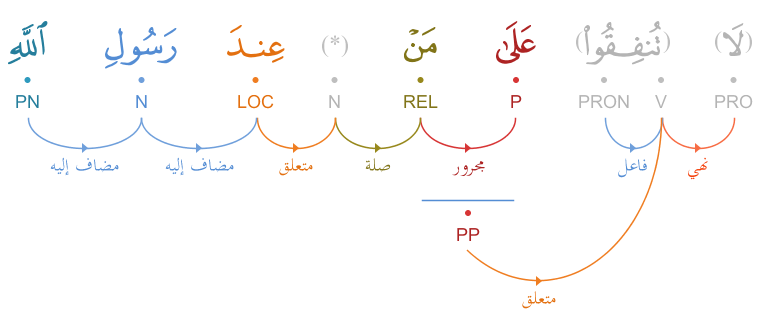 (لَا) (تُنفِقُوا۟) عَلَىٰ مَنْ (*) عِندَ رَسُولِ ٱللَّهِ
PRO V PRON P REL N LOC N PN
نهي فاعل مجرور صلة متعلق مضاف إليه مضاف إليه
PP
متعلق